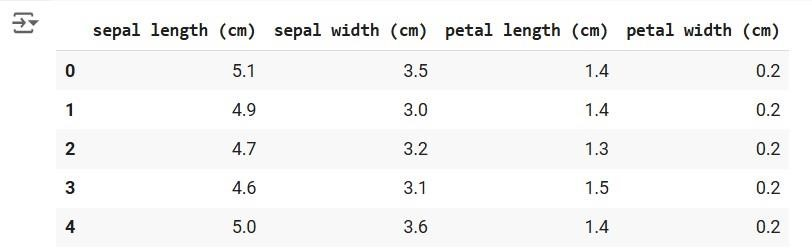 sepal length (cm) sepal width (cm) petal length (cm) petal width (cm)
0 5.1 3.5 1.4 0.2
1 4.9 3.0 1.4 0.2
2 4.7 3.2 1.3 0.2
3 4.6 3.1 1.5 0.2
4 5.0 3.6 1.4 0.2